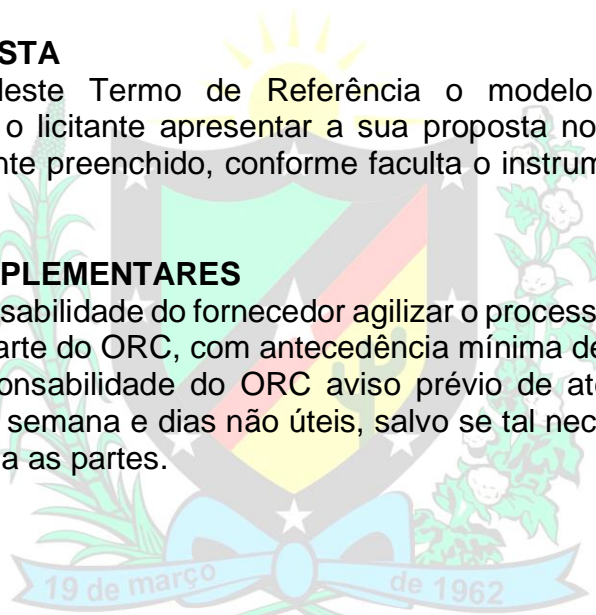 STA
deste Termo de Referência o modelo
o licitante apresentar a sua proposta no
nte preenchido, conforme faculta o instrum
PLEMENTARES
sabilidade do fornecedor agilizar o process
arte do ORC, com antecedência mínima de
onsabilidade do ORC aviso prévio de ate
semana e dias não úteis, salvo se tal nec
a as partes.
19 de março de 1962